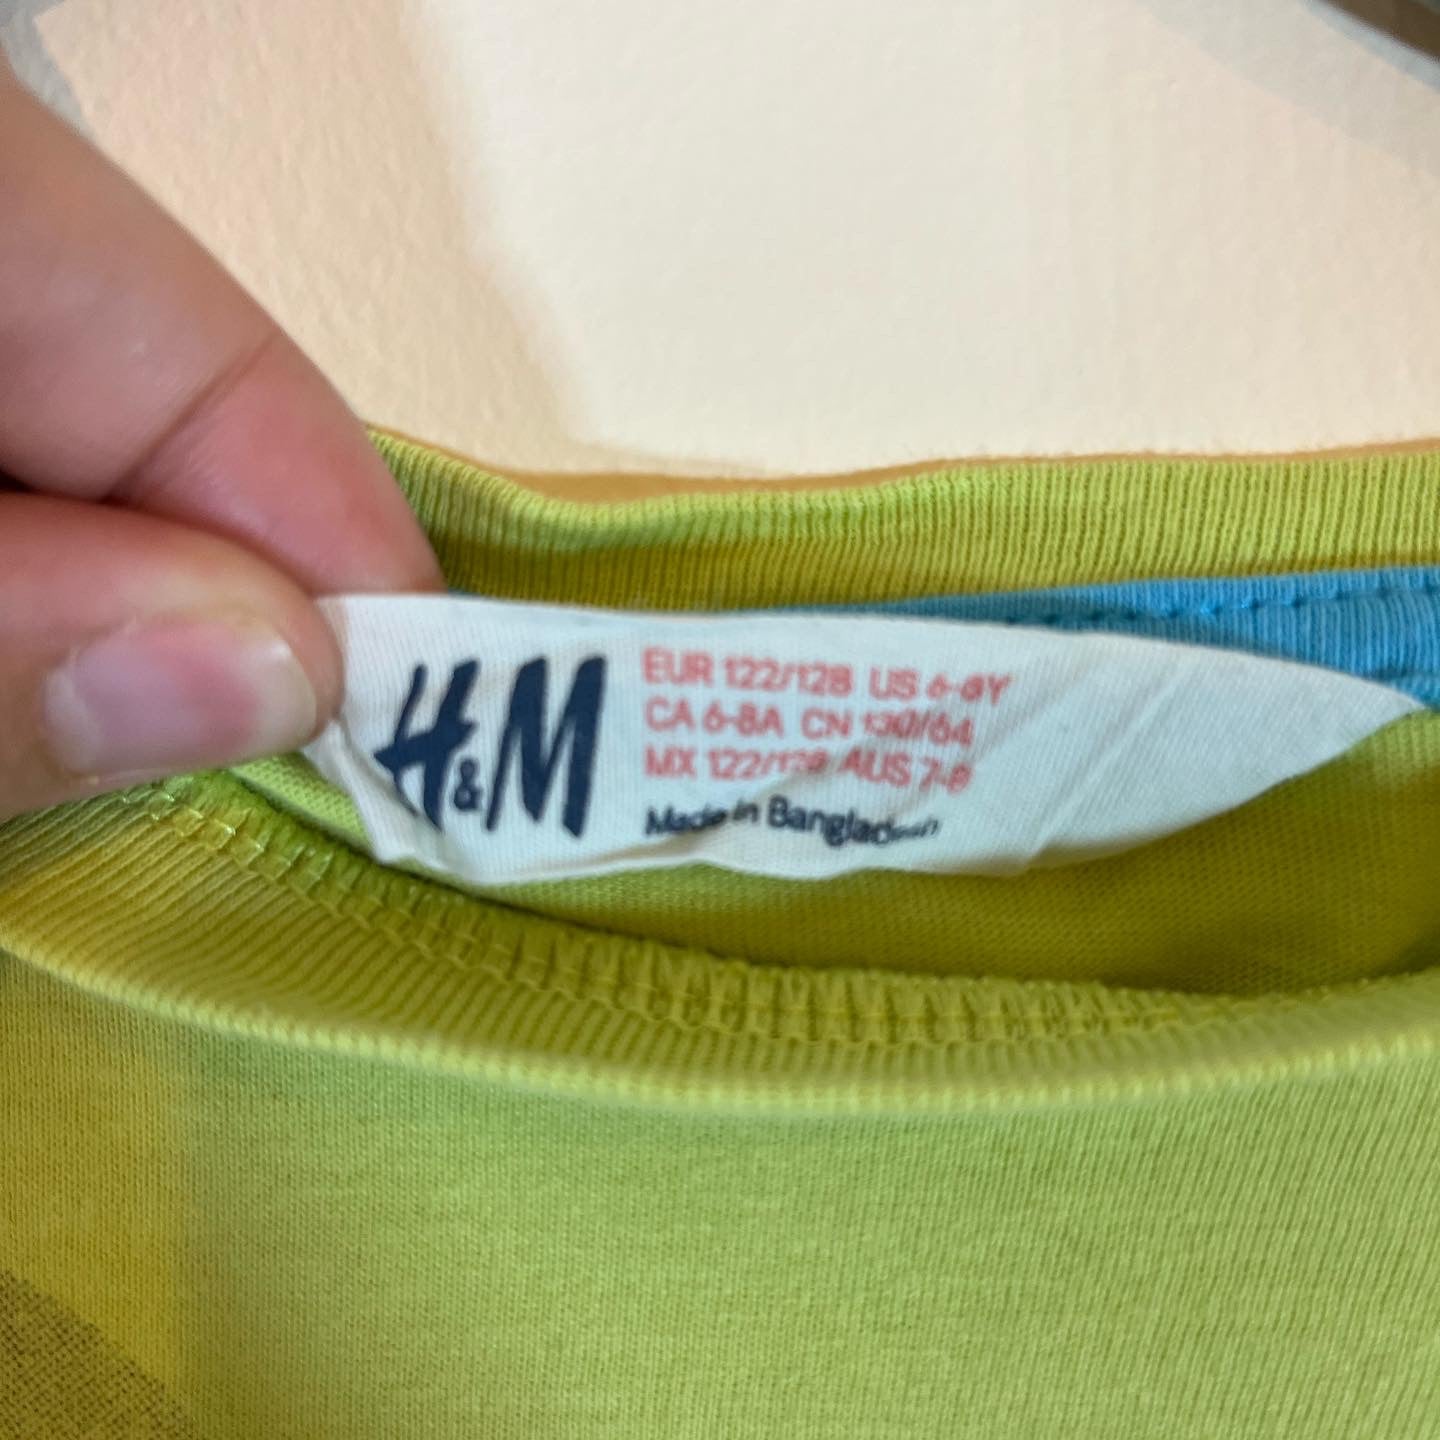 H&M
EUR 122/128 US 6-8Y
CA 6-8A CN 130/64
MX 122/128 AUS 7-8
Made in Bangladesh